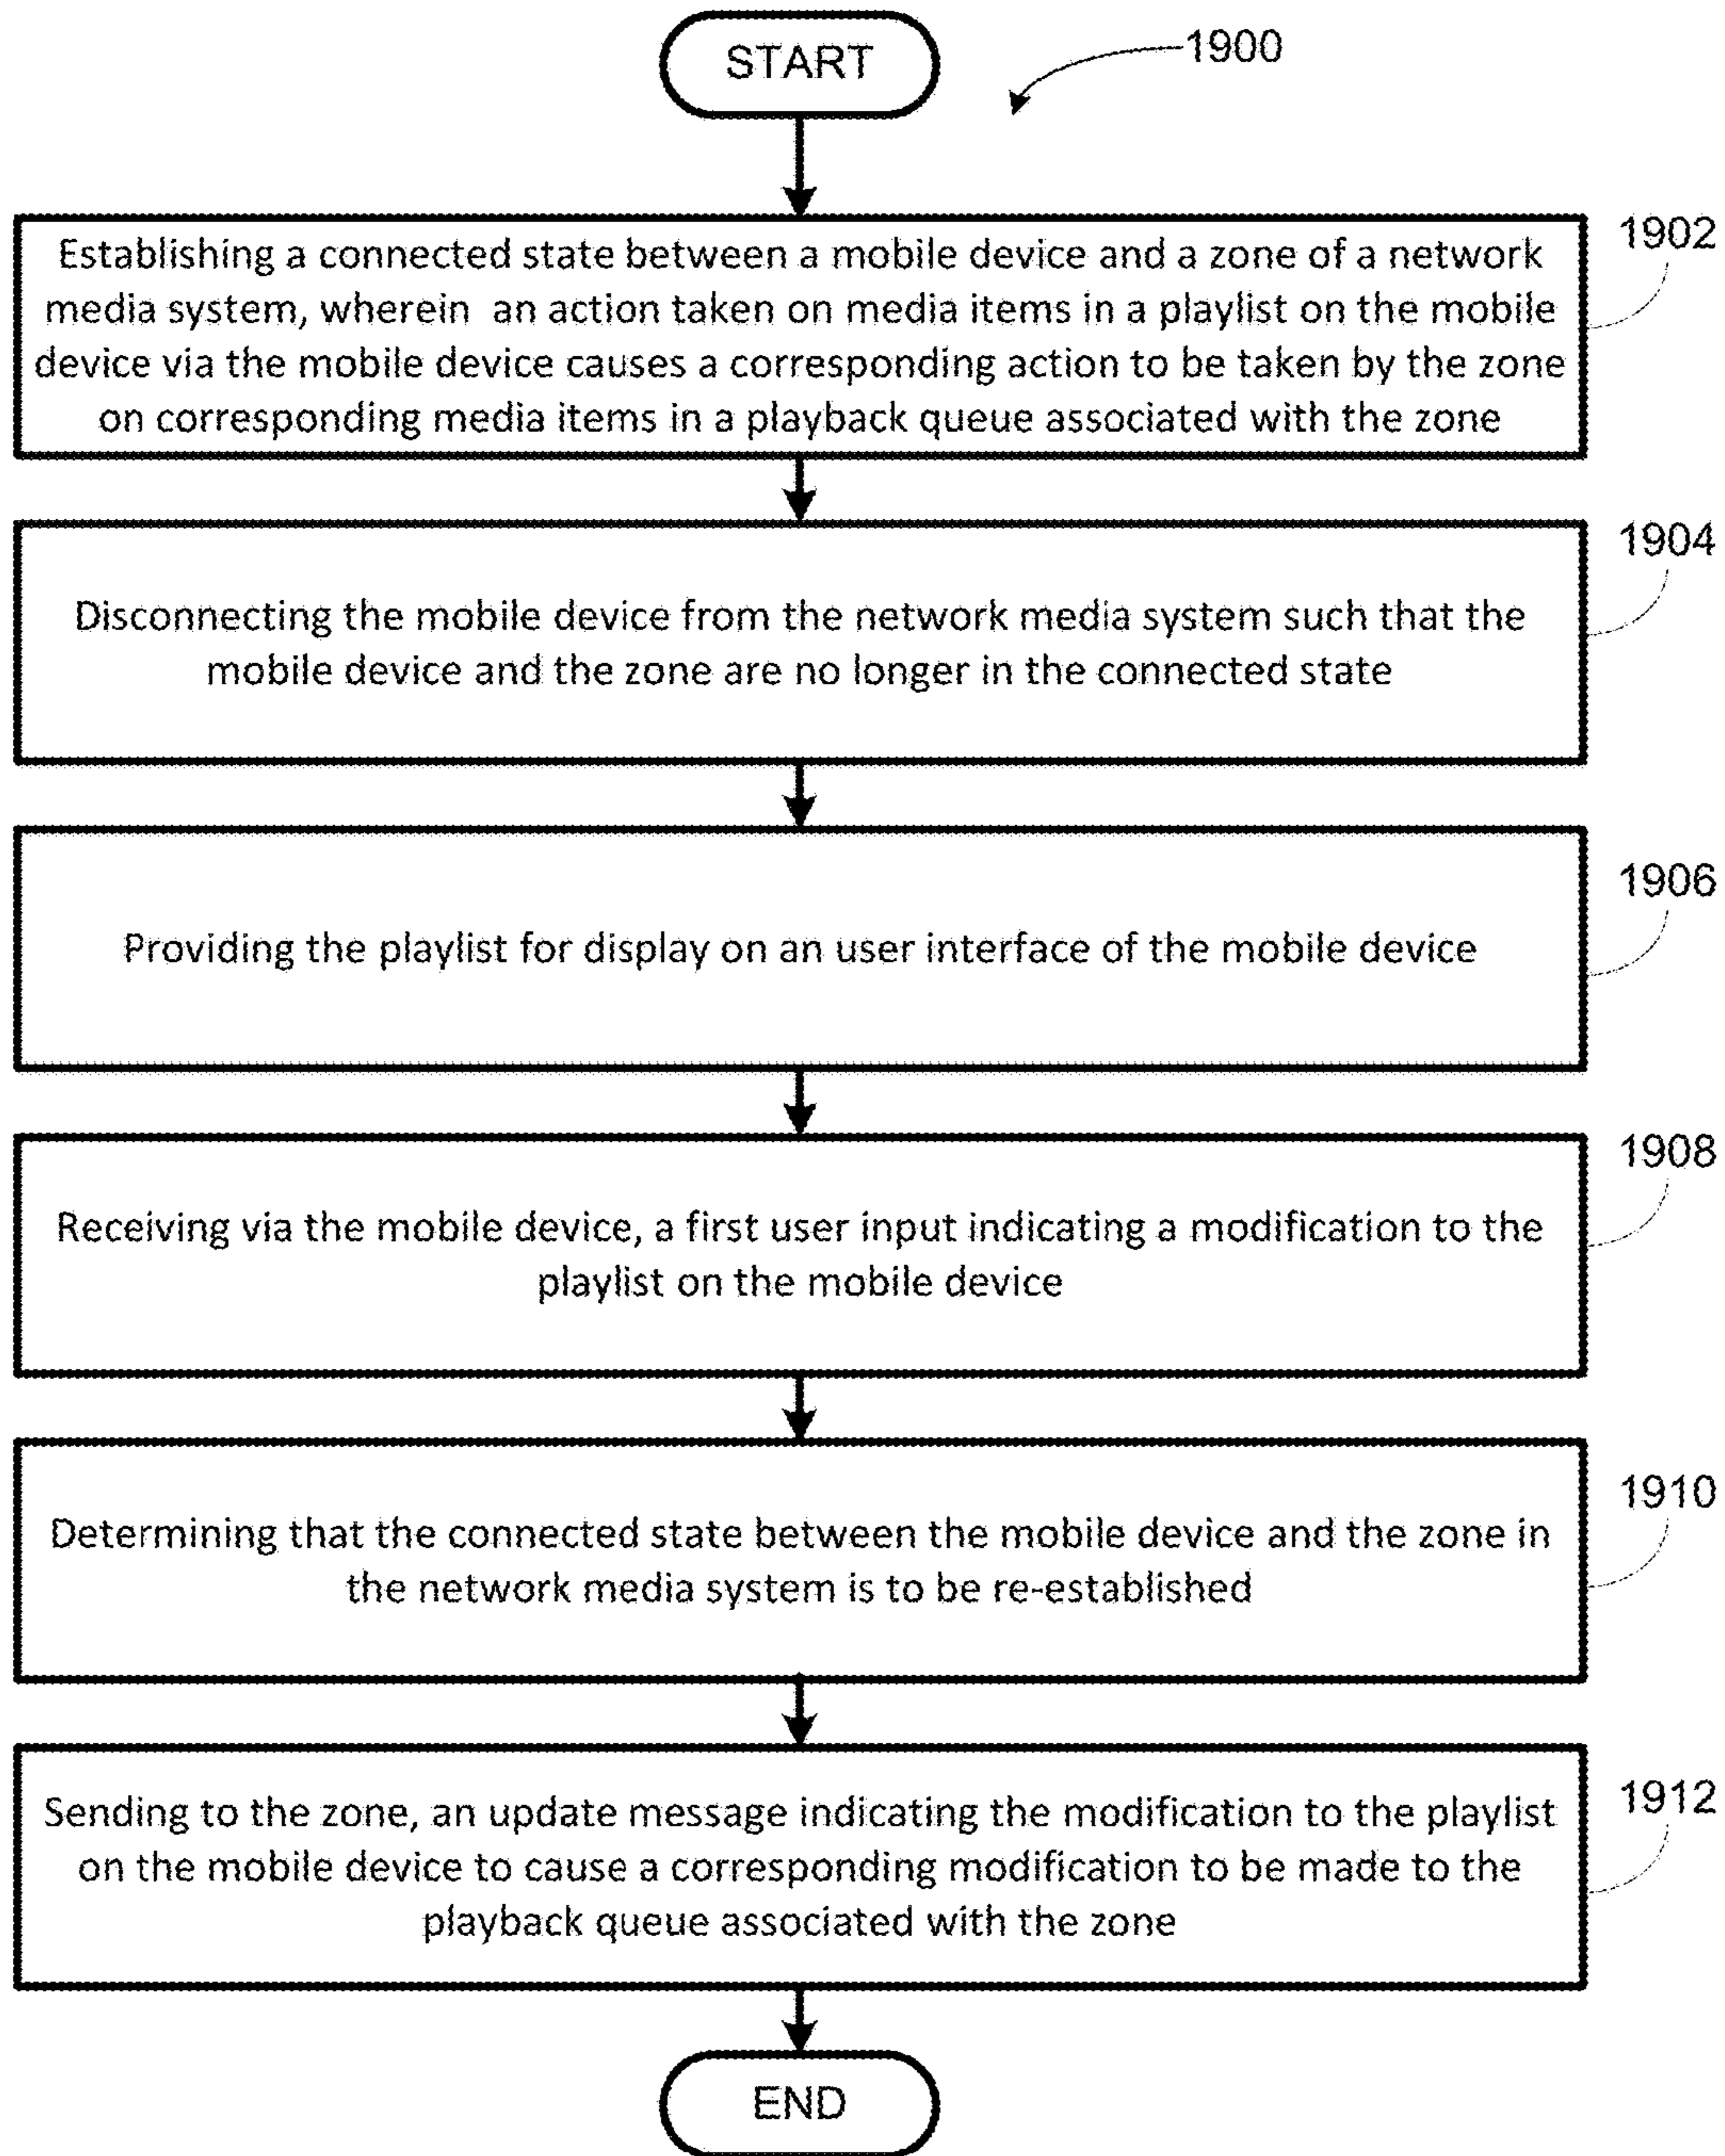 START
1900
Establishing a connected state between a mobile device and a zone of a network
media system, wherein an action taken on media items in a playlist on the mobile
device via the mobile device causes a corresponding action to be taken by the zone
on corresponding media items in a playback queue associated with the zone
1902
Disconnecting the mobile device from the network media system such that the
mobile device and the zone are no longer in the connected state
1904
Providing the playlist for display on an user interface of the mobile device
1906
Receiving via the mobile device, a first user input indicating a modification to the
playlist on the mobile device
1908
Determining that the connected state between the mobile device and the zone in
the network media system is to be re-established
1910
Sending to the zone, an update message indicating the modification to the playlist
on the mobile device to cause a corresponding modification to be made to the
playback queue associated with the zone
1912
END